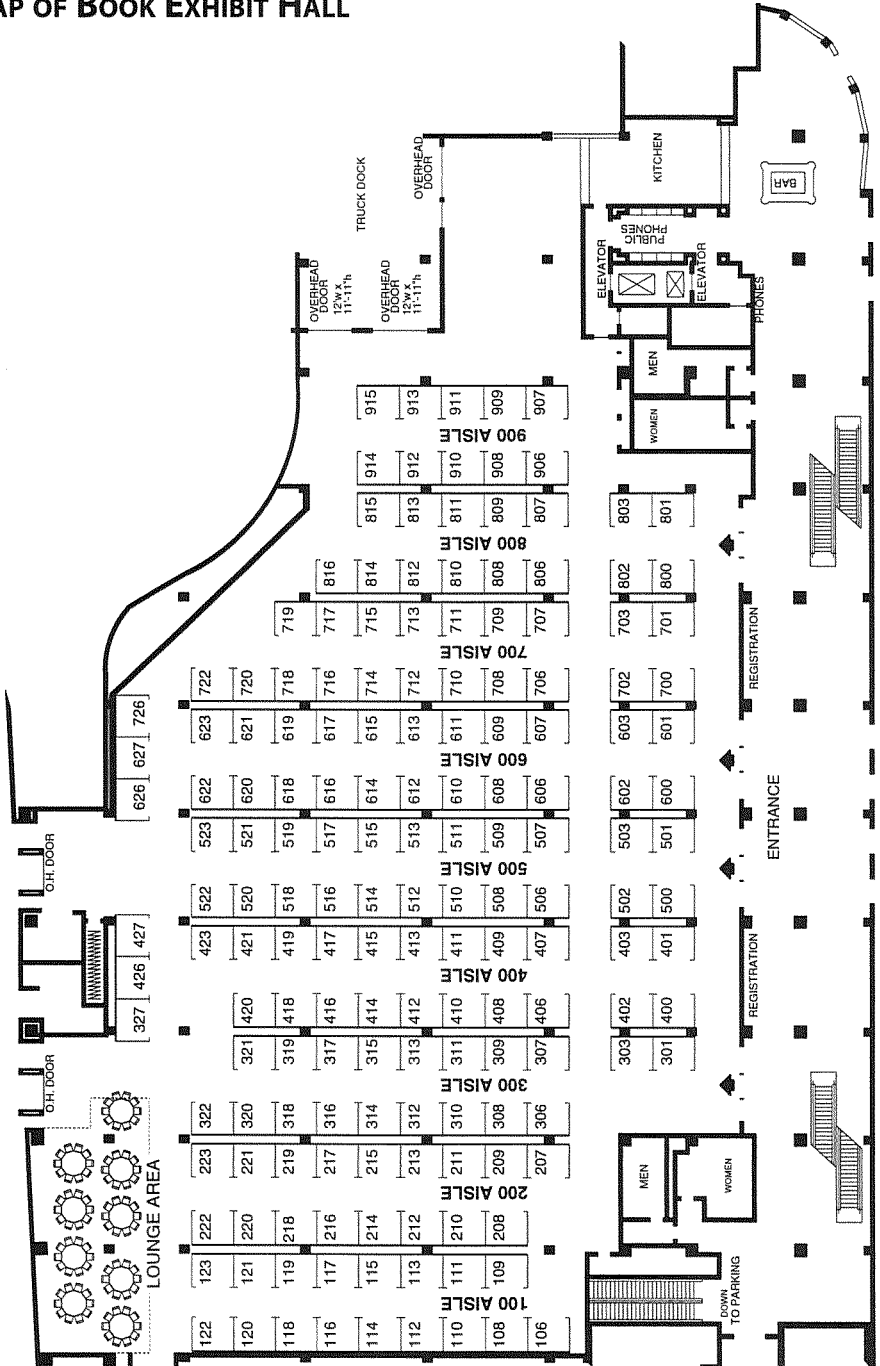 AP OF BOOK EXHIBIT HALL
TRUCK DOCK
OVERHEAD
DOOR
OVERHEAD
DOOR
12'w x
11'-11"h
OVERHEAD
DOOR
12'w x
11'-11"h
KITCHEN
BAR
PUBLIC
PHONES
ELEVATOR
ELEVATOR
PHONES
MEN
WOMEN
915 913 911 909 907
900 AISLE
914 912 910 908 906
815 813 811 809 807 803 801
800 AISLE
816 814 812 810 808 806 802 800
719 717 715 713 711 709 707 703 701
700 AISLE
REGISTRATION
722 720 718 716 714 712 710 708 706 702 700
726 627 626
623 621 619 617 615 613 611 609 607 603 601
600 AISLE
622 620 618 616 614 612 610 608 606 602 600
ENTRANCE
523 521 519 517 515 513 511 509 507 503 501
O.H. DOOR
500 AISLE
522 520 518 516 514 512 510 508 506 502 500
427 426 327
423 421 419 417 415 413 411 409 407 403 401
400 AISLE
REGISTRATION
420 418 416 414 412 410 408 406 402 400
321 319 317 315 313 311 309 307 303 301
O.H. DOOR
300 AISLE
322 320 318 316 314 312 310 308 306
223 221 219 217 215 213 211 209 207
MEN
WOMEN
LOUNGE AREA
200 AISLE
222 220 218 216 214 212 210 208
123 121 119 117 115 113 111 109
100 AISLE
DOWN
TO PARKING
122 120 118 116 114 112 110 108 106